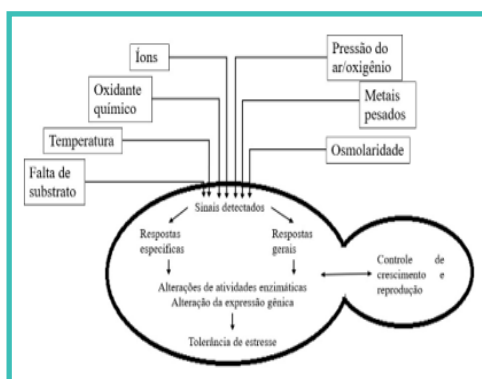 Íons
Pressão do
ar/oxigênio
Oxidante
químico
Metais
pesados
Temperatura
Osmolaridade
Falta de
substrato
Sinais detectados
Respostas
especificas
Respostas
gerais
Controle de
crescimento e
reprodução
Alterações de atividades enzimáticas
Alteração da expressão gênica
Tolerância de estresse